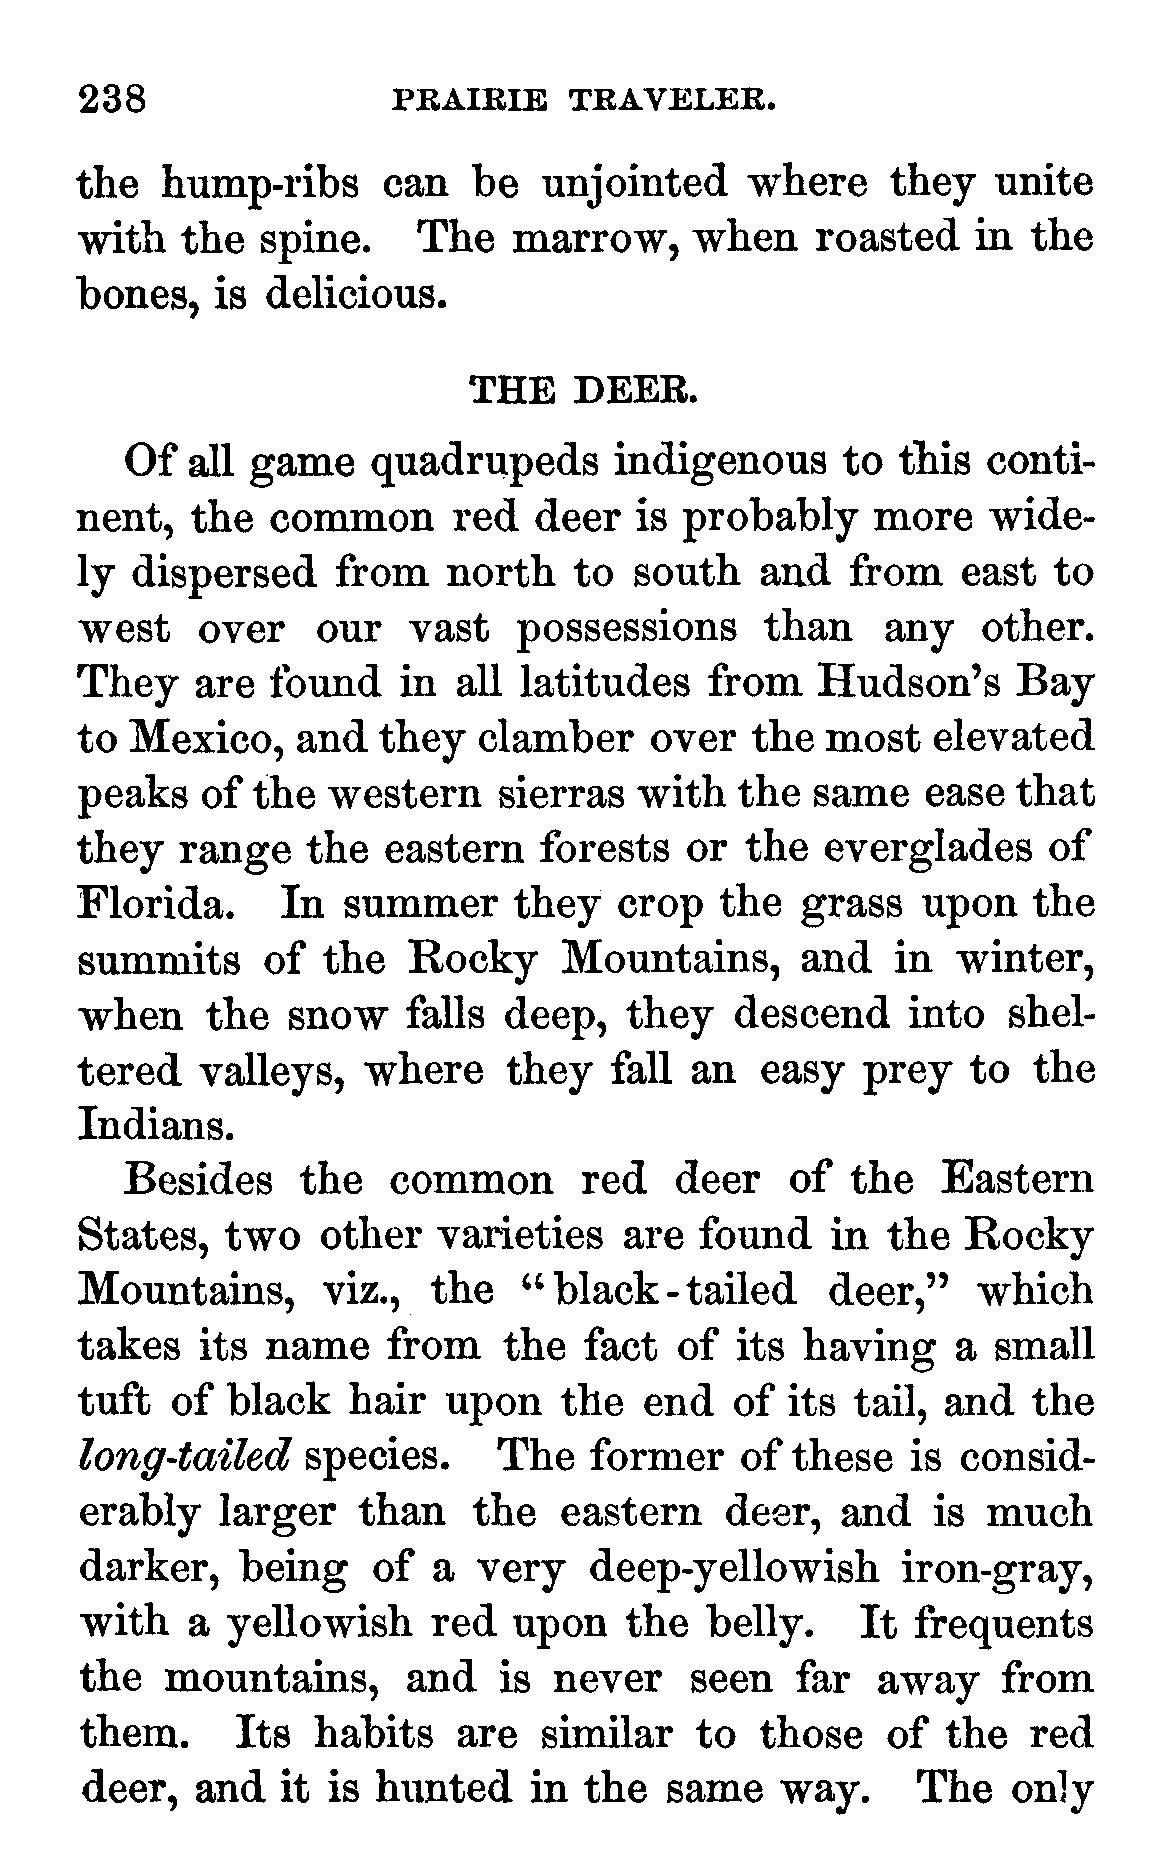 238 PRAIRIE TRAVELER.
the hump-ribs can be unjointed where they unite
with the spine. The marrow, when roasted in the
bones, is delicious.
THE DEER.
Of all game quadrupeds indigenous to this conti-
nent, the common red deer is probably more wide-
ly dispersed from north to south and from east to
west over our vast possessions than any other.
They are found in all latitudes from Hudson's Bay
to Mexico, and they clamber over the most elevated
peaks of the western sierras with the same ease that
they range the eastern forests or the everglades of
Florida. In summer they crop the grass upon the
summits of the Rocky Mountains, and in winter,
when the snow falls deep, they descend into shel-
tered valleys, where they fall an easy prey to the
Indians.
Besides the common red deer of the Eastern
States, two other varieties are found in the Rocky
Mountains, viz., the “black-tailed deer,” which
takes its name from the fact of its having a small
tuft of black hair upon the end of its tail, and the
long-tailed species. The former of these is consid-
erably larger than the eastern deer, and is much
darker, being of a very deep-yellowish iron-gray,
with a yellowish red upon the belly. It frequents
the mountains, and is never seen far away from
them. Its habits are similar to those of the red
deer, and it is hunted in the same way. The only